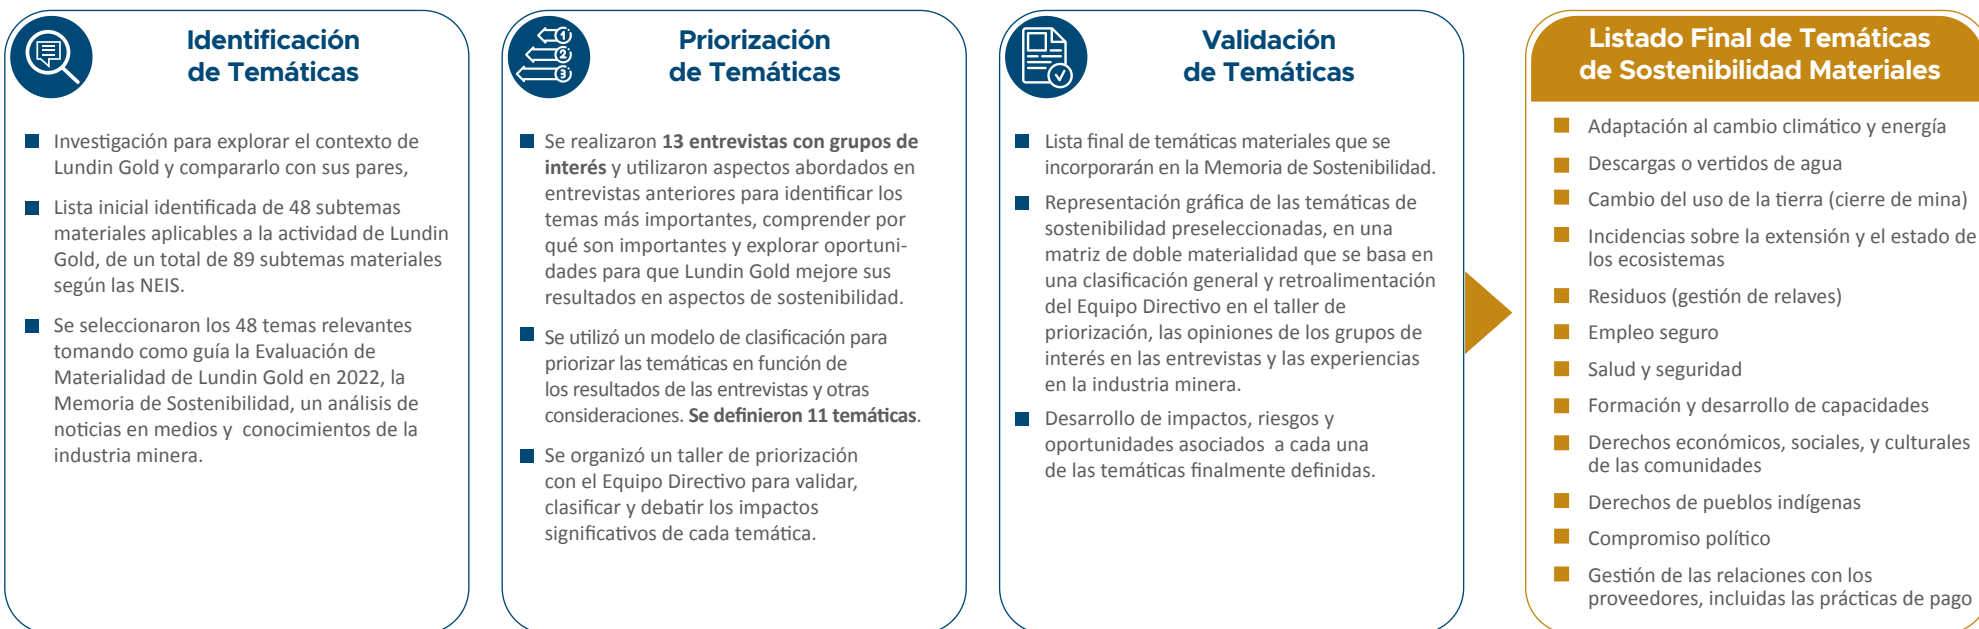 Identificación
de Temáticas
Investigación para explorar el contexto de
Lundin Gold y compararlo con sus pares,
Lista inicial identificada de 48 subtemas
materiales aplicables a la actividad de Lundin
Gold, de un total de 89 subtemas materiales
según las NEIS.
Se seleccionaron los 48 temas relevantes
tomando como guía la Evaluación de
Materialidad de Lundin Gold en 2022, la
Memoria de Sostenibilidad, un análisis de
noticias en medios y conocimientos de la
industria minera.
1
2
3
Priorización
de Temáticas
Se realizaron 13 entrevistas con grupos de
interés y utilizaron aspectos abordados en
entrevistas anteriores para identificar los
temas más importantes, comprender por
qué son importantes y explorar oportuni-
dades para que Lundin Gold mejore sus
resultados en aspectos de sostenibilidad.
Se utilizó un modelo de clasificación para
priorizar las temáticas en función de
los resultados de las entrevistas y otras
consideraciones. Se definieron 11 temáticas.
Se organizó un taller de priorización
con el Equipo Directivo para validar,
clasificar y debatir los impactos
significativos de cada temática.
Validación
de Temáticas
Lista final de temáticas materiales que se
incorporarán en la Memoria de Sostenibilidad.
Representación gráfica de las temáticas de
sostenibilidad preseleccionadas, en una
matriz de doble materialidad que se basa en
una clasificación general y retroalimentación
del Equipo Directivo en el taller de
priorización, las opiniones de los grupos de
interés en las entrevistas y las experiencias
en la industria minera.
Desarrollo de impactos, riesgos y
oportunidades asociados a cada una
de las temáticas finalmente definidas.
Listado Final de Temáticas
de Sostenibilidad Materiales
Adaptación al cambio climático y energía
Descargas o vertidos de agua
Cambio del uso de la tierra (cierre de mina)
Incidencias sobre la extensión y el estado de
los ecosistemas
Residuos (gestión de relaves)
Empleo seguro
Salud y seguridad
Formación y desarrollo de capacidades
Derechos económicos, sociales, y culturales
de las comunidades
Derechos de pueblos indígenas
Compromiso político
Gestión de las relaciones con los
proveedores, incluidas las prácticas de pago